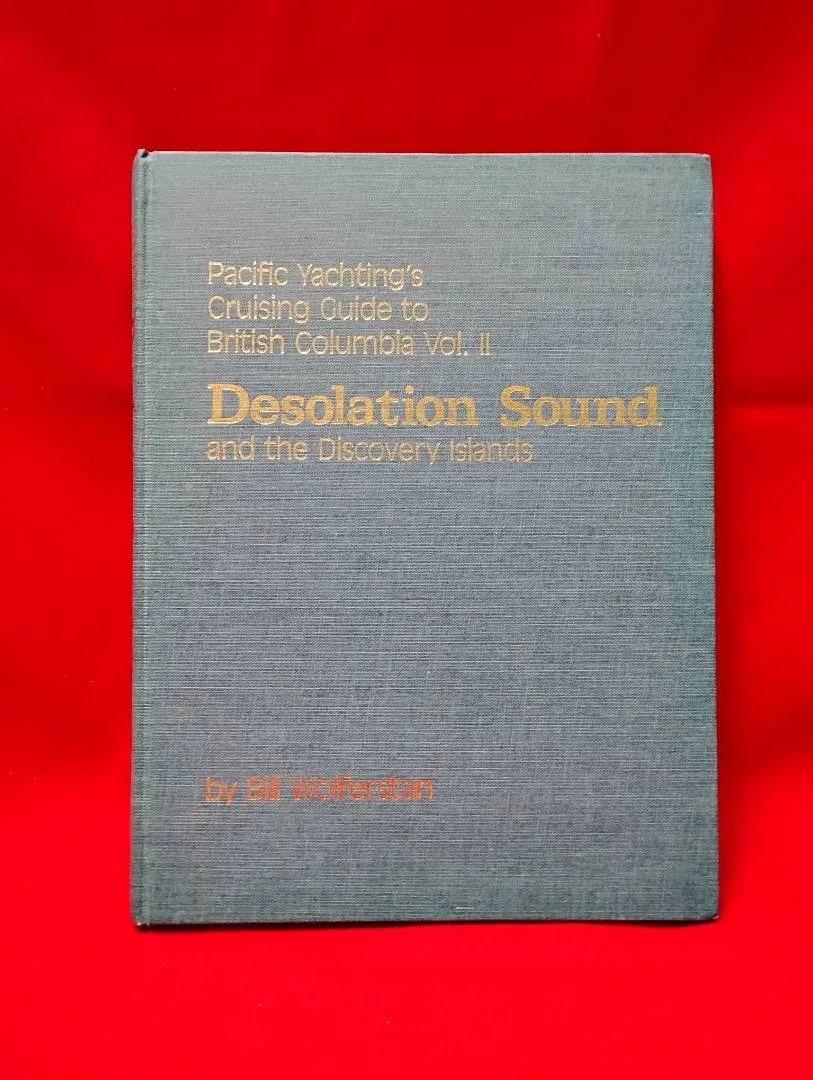 Pacific Yachting's
Cruising Guide to
British Columbia Vol. II
Desolation Sound
and the Discovery Islands
by Bill Wolferstan